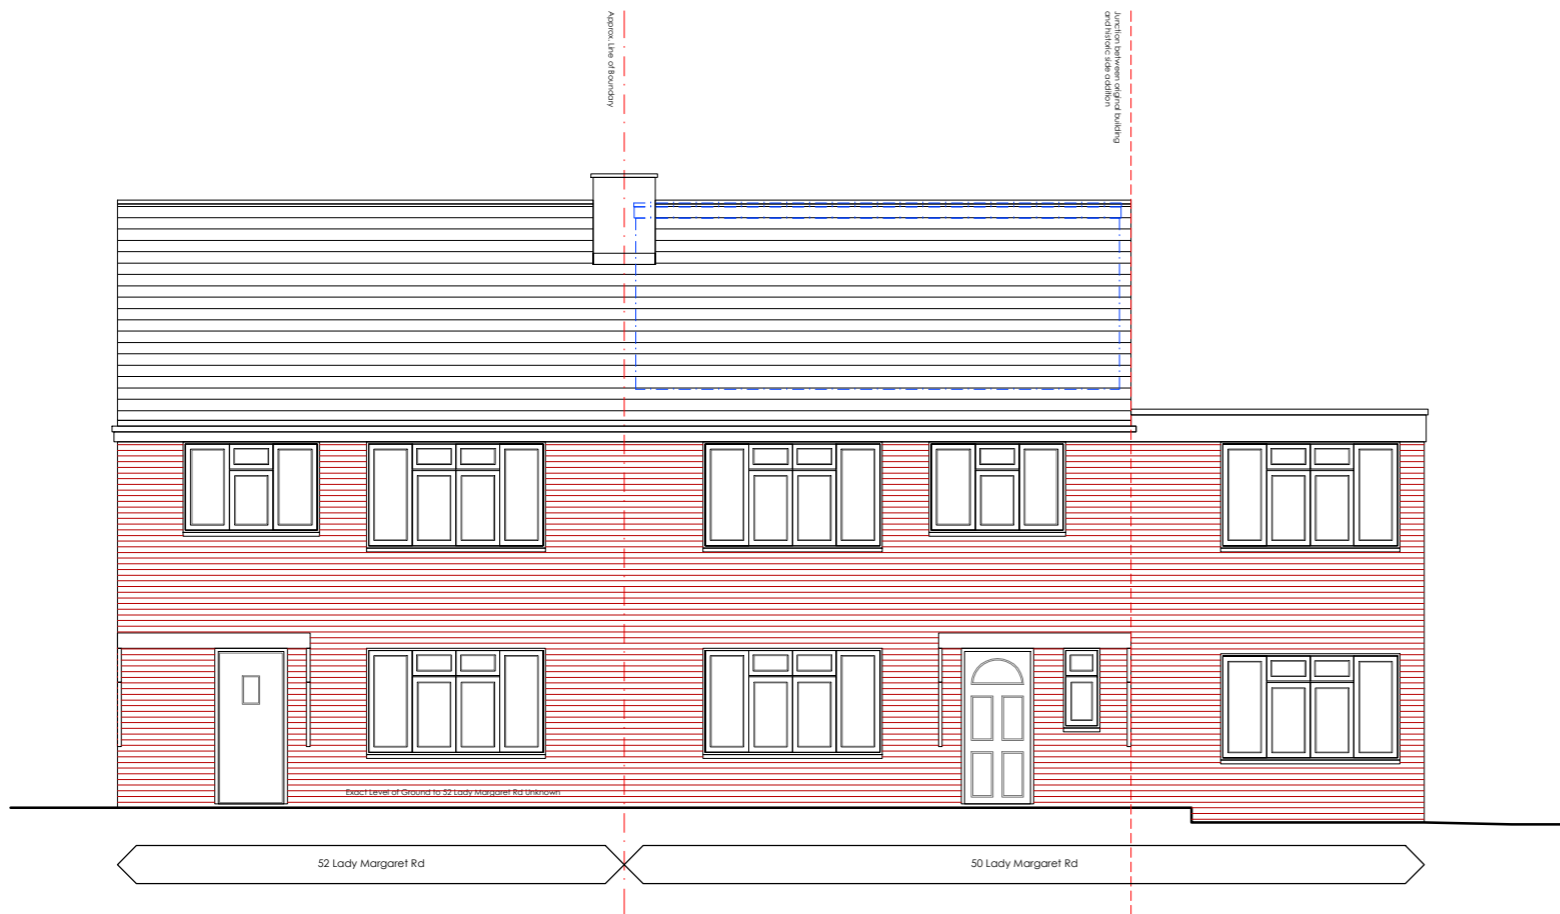 Approx. Line of Boundary
Junction between original building
and historic side addition
Exact Level of Ground to 52 Lady Margaret Rd Unknown
52 Lady Margaret Rd
50 Lady Margaret Rd